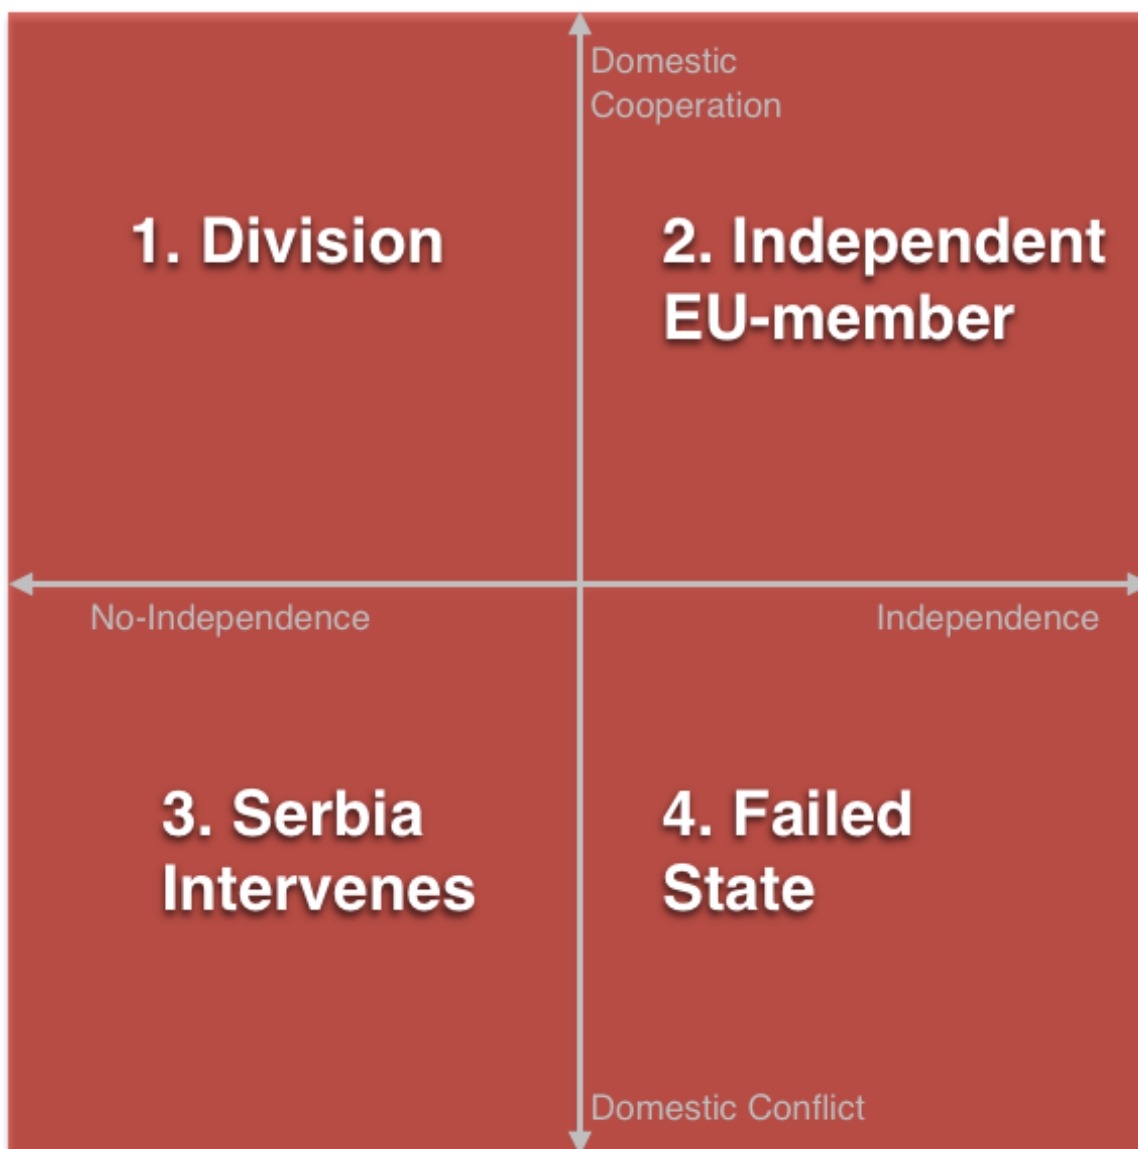 Domestic
Cooperation
1. Division
2. Independent
EU-member
No-Independence
Independence
3. Serbia
Intervenes
4. Failed
State
Domestic Conflict